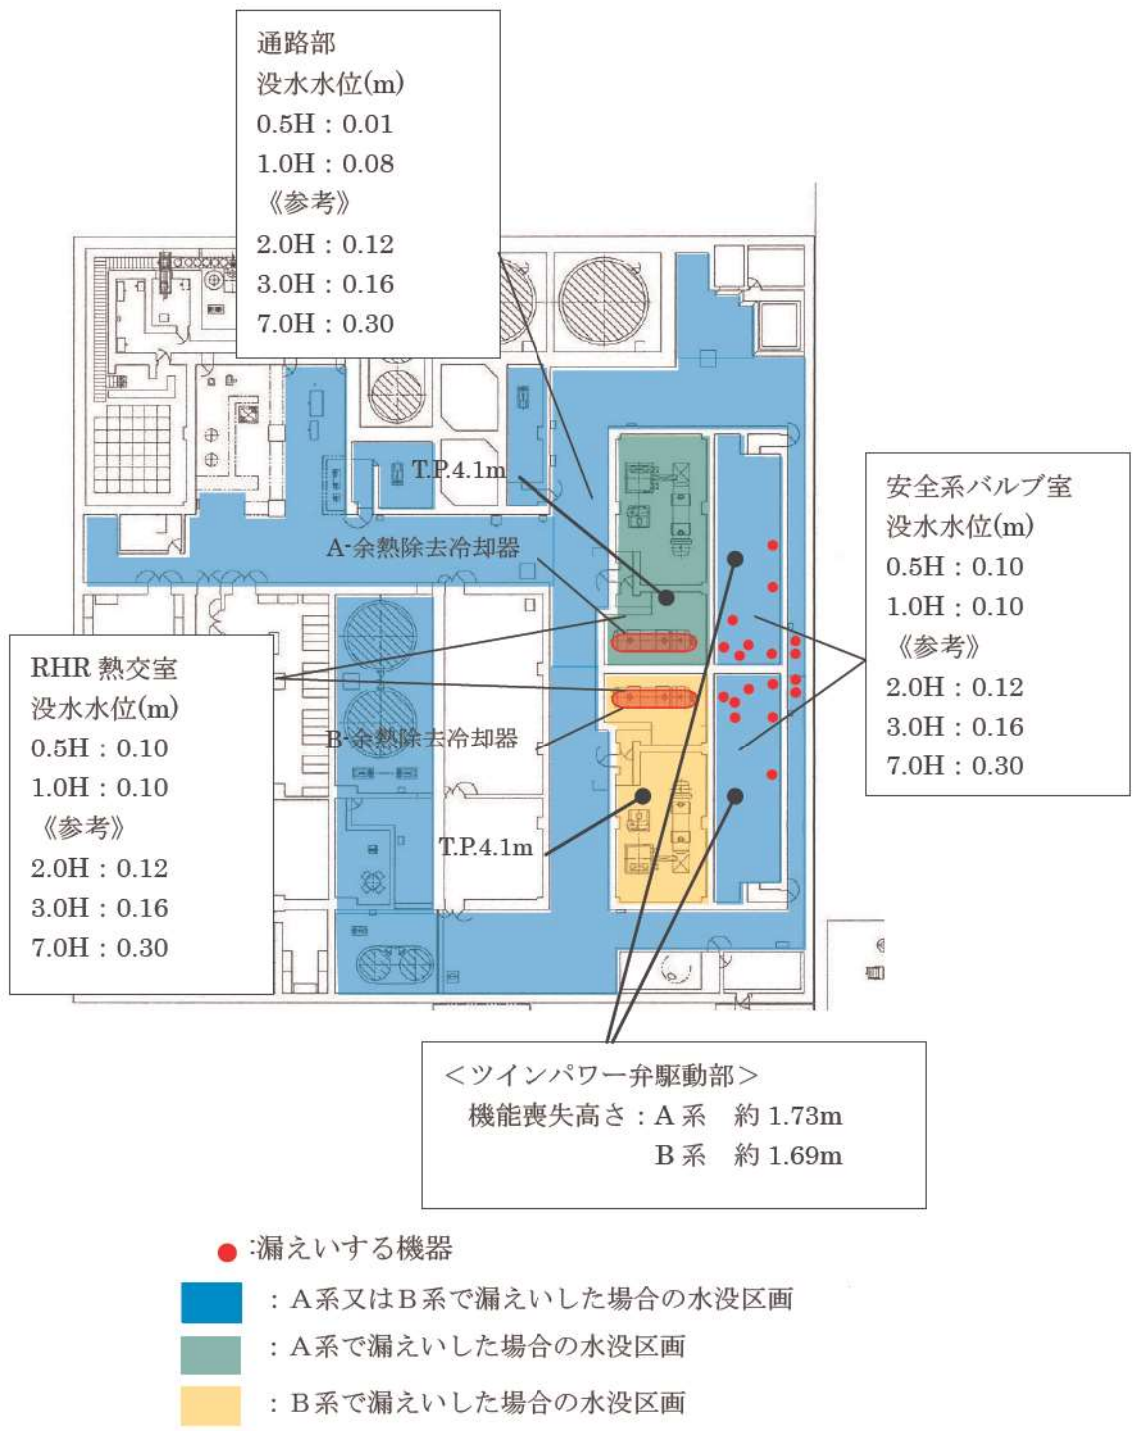 通路部
没水水位(m)
0.5H：0.01
1.0H：0.08
《参考》
2.0H：0.12
3.0H：0.16
7.0H：0.30
T.P.4.1m
A-余熱除去冷却器
安全系バルブ室
没水水位(m)
0.5H：0.10
1.0H：0.10
《参考》
2.0H：0.12
3.0H：0.16
7.0H：0.30
RHR 熱交室
没水水位(m)
0.5H：0.10
1.0H：0.10
《参考》
2.0H：0.12
3.0H：0.16
7.0H：0.30
B-余熱除去冷却器
T.P.4.1m
＜ツインパワー弁駆動部＞
機能喪失高さ：A 系　約 1.73m
B 系　約 1.69m
:漏えいする機器
：A系又はB系で漏えいした場合の水没区画
：A系で漏えいした場合の水没区画
：B系で漏えいした場合の水没区画